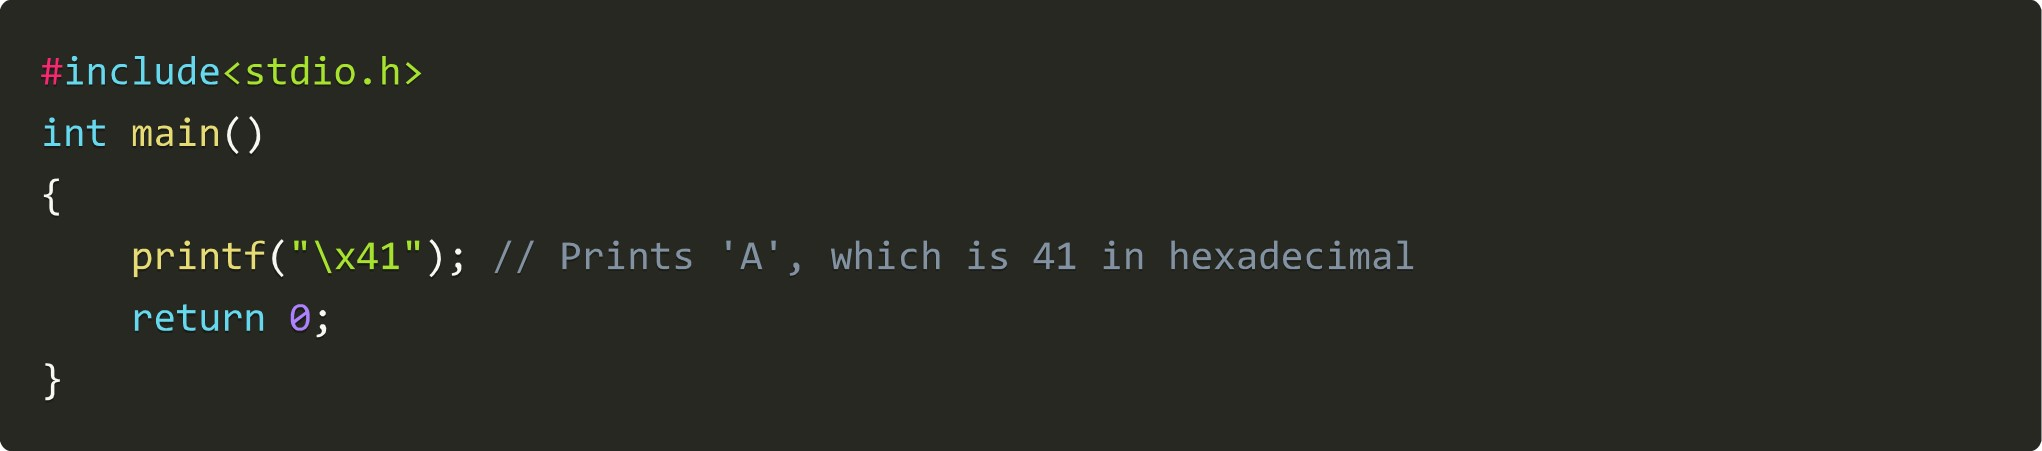 #include<stdio.h>
int main()
{
    printf("\x41"); // Prints 'A', which is 41 in hexadecimal
    return 0;
}